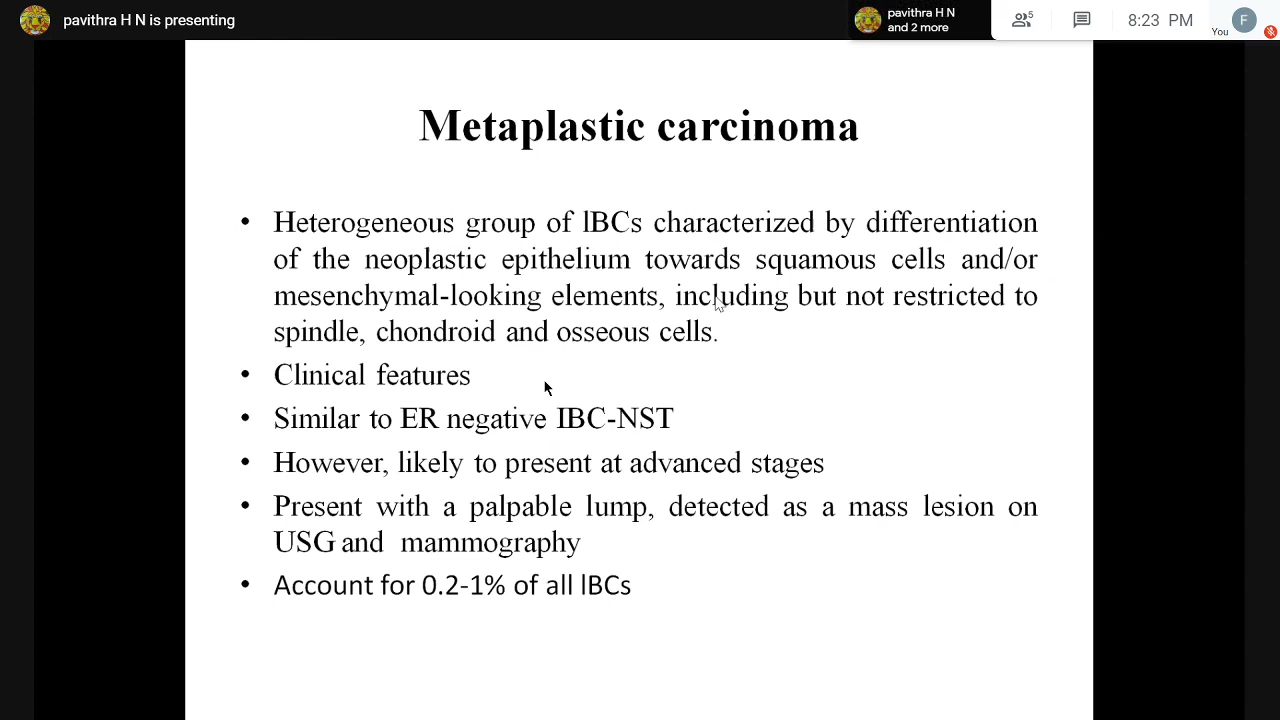 pavithra H N is presenting
pavithra H N
and 2 more
5
8:23 PM
You
F
Metaplastic carcinoma
• Heterogeneous group of lBCs characterized by differentiation
of the neoplastic epithelium towards squamous cells and/or
mesenchymal-looking elements, including but not restricted to
spindle, chondroid and osseous cells.
• Clinical features
• Similar to ER negative IBC-NST
• However, likely to present at advanced stages
• Present with a palpable lump, detected as a mass lesion on
USG and mammography
• Account for 0.2-1% of all lBCs